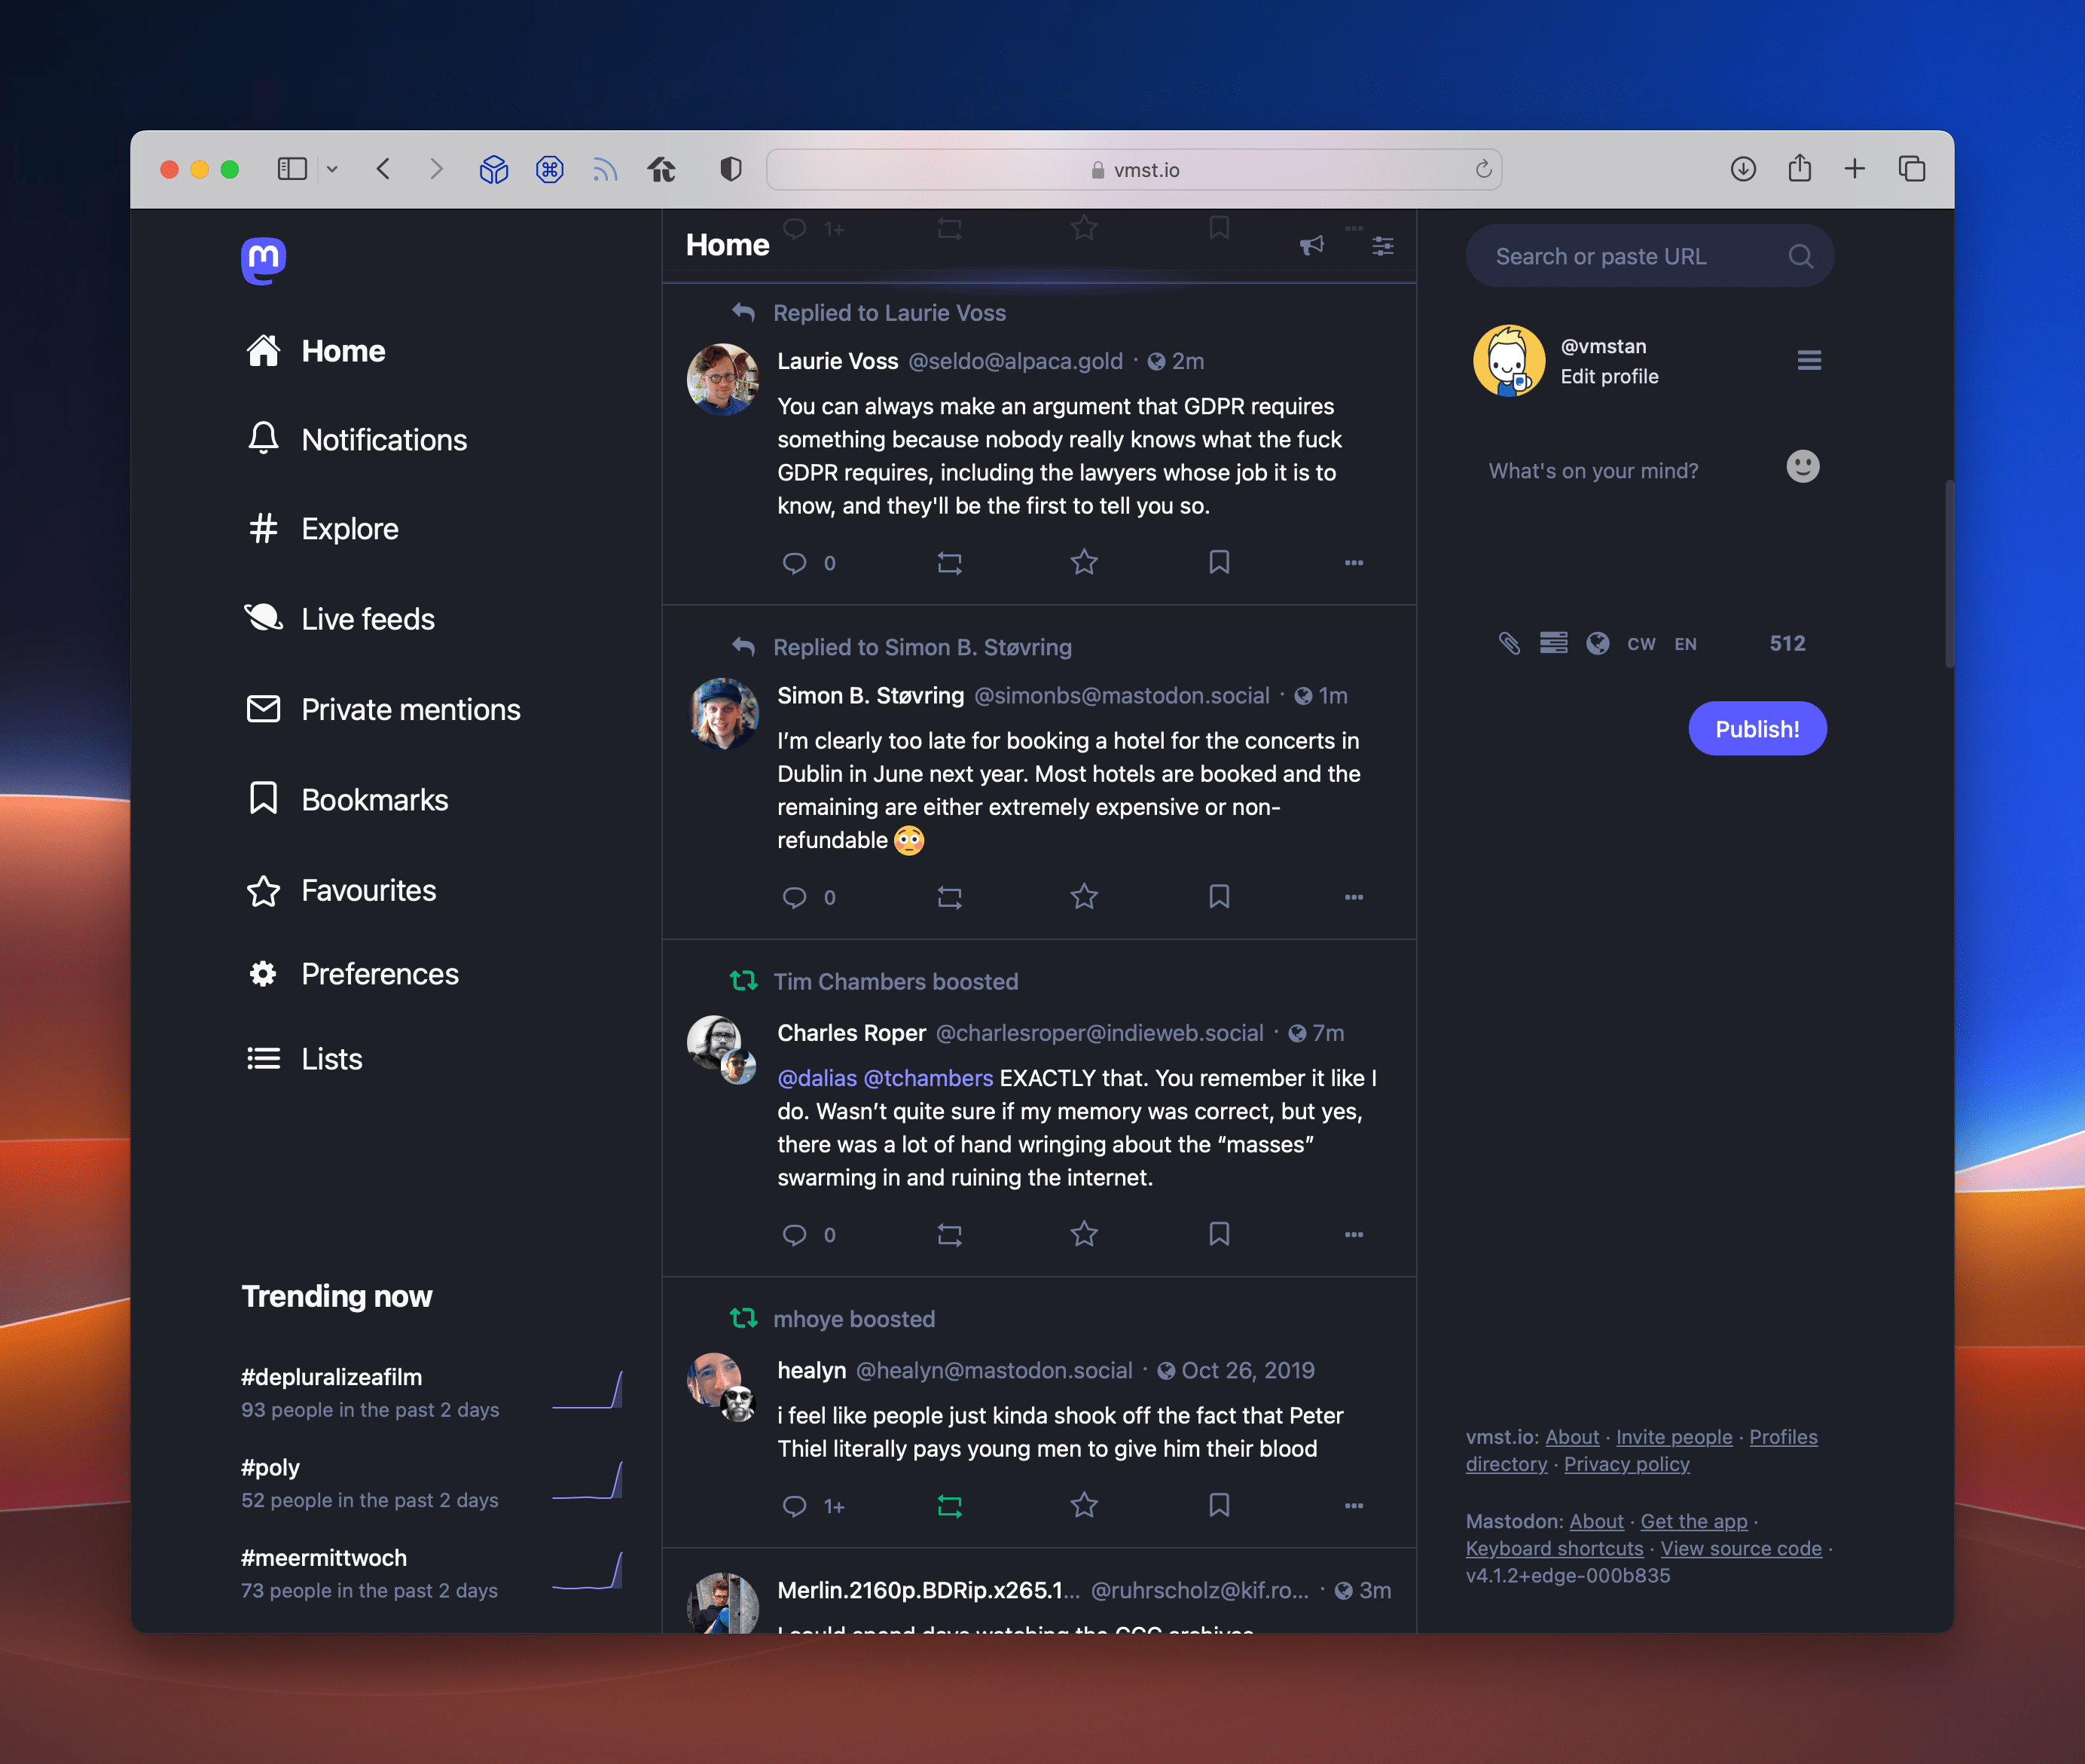 vmst.io
m
Home
Notifications
Explore
Live feeds
Private mentions
Bookmarks
Favourites
Preferences
Lists
Trending now
#depluralizeafilm
93 people in the past 2 days
#poly
52 people in the past 2 days
#meermittwoch
73 people in the past 2 days
1+
Home
Replied to Laurie Voss
Laurie Voss @seldo@alpaca.gold · 2m
You can always make an argument that GDPR requires
something because nobody really knows what the fuck
GDPR requires, including the lawyers whose job it is to
know, and they'll be the first to tell you so.
0
Replied to Simon B. Støvring
Simon B. Støvring @simonbs@mastodon.social · 1m
I’m clearly too late for booking a hotel for the concerts in
Dublin in June next year. Most hotels are booked and the
remaining are either extremely expensive or non-
refundable 😳
0
Tim Chambers boosted
Charles Roper @charlesroper@indieweb.social · 7m
@dalias @tchambers EXACTLY that. You remember it like I
do. Wasn’t quite sure if my memory was correct, but yes,
there was a lot of hand wringing about the “masses”
swarming in and ruining the internet.
0
mhoye boosted
healyn @healyn@mastodon.social · Oct 26, 2019
i feel like people just kinda shook off the fact that Peter
Thiel literally pays young men to give him their blood
1+
Merlin.2160p.BDRip.x265.1... @ruhrscholz@kif.ro... · 3m
I could spend days watching the CCC archives
Search or paste URL
@vmstan
Edit profile
What's on your mind?
CW EN 512
Publish!
vmst.io: About · Invite people · Profiles
directory · Privacy policy
Mastodon: About · Get the app ·
Keyboard shortcuts · View source code ·
v4.1.2+edge-000b835